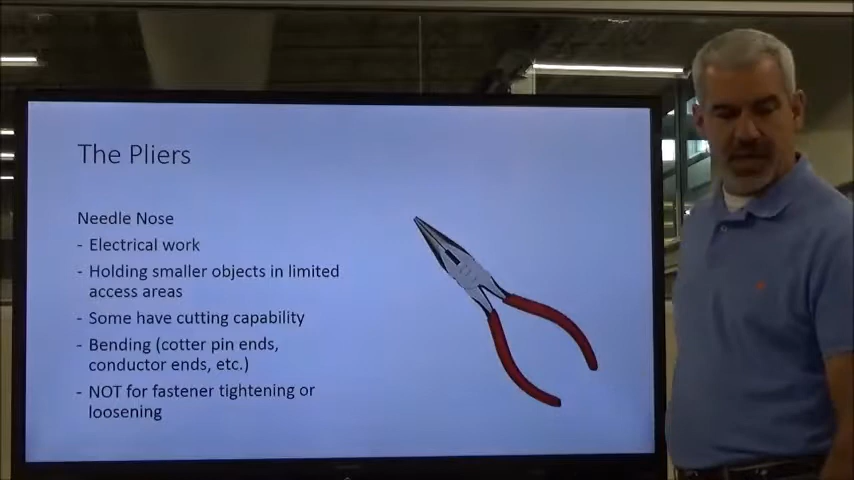 The Pliers
Needle Nose
- Electrical work
- Holding smaller objects in limited
access areas
- Some have cutting capability
- Bending (cotter pin ends,
conductor ends, etc.)
- NOT for fastener tightening or
loosening